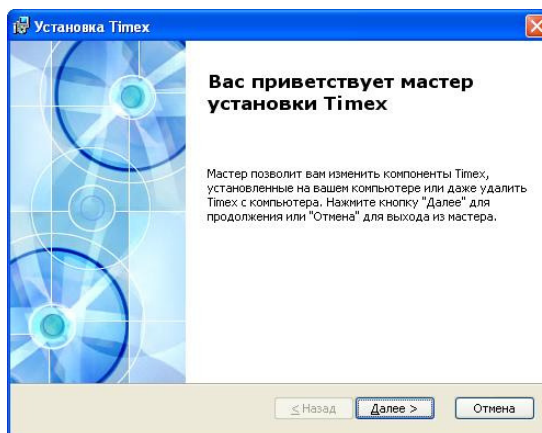 Установка Timex
Вас приветствует мастер
установки Timex
Мастер позволит вам изменить компоненты Timex,
установленные на вашем компьютере или даже удалить
Timex с компьютера. Нажмите кнопку "Далее" для
продолжения или "Отмена" для выхода из мастера.
< Назад Далее > Отмена